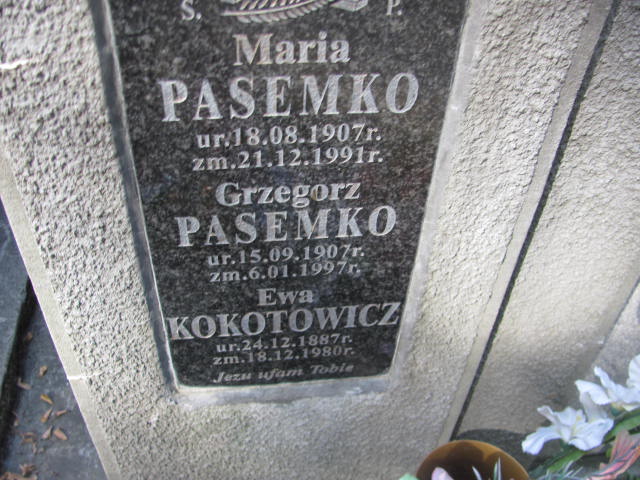 S. P.
Maria
PASEMKO
ur.18.08.1907r.
zm.21.12.1991r.
Grzegorz
PASEMKO
ur.15.09.1907r.
zm.6.01.1997r.
Ewa
KOKOTOWICZ
ur.24.12.1887r.
zm.18.12.1980r.
Jezu ufam Tobie